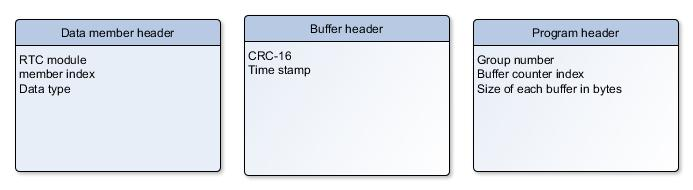 Data member header
RTC module
member index
Data type
Buffer header
CRC-16
Time stamp
Program header
Group number
Buffer counter index
Size of each buffer in bytes